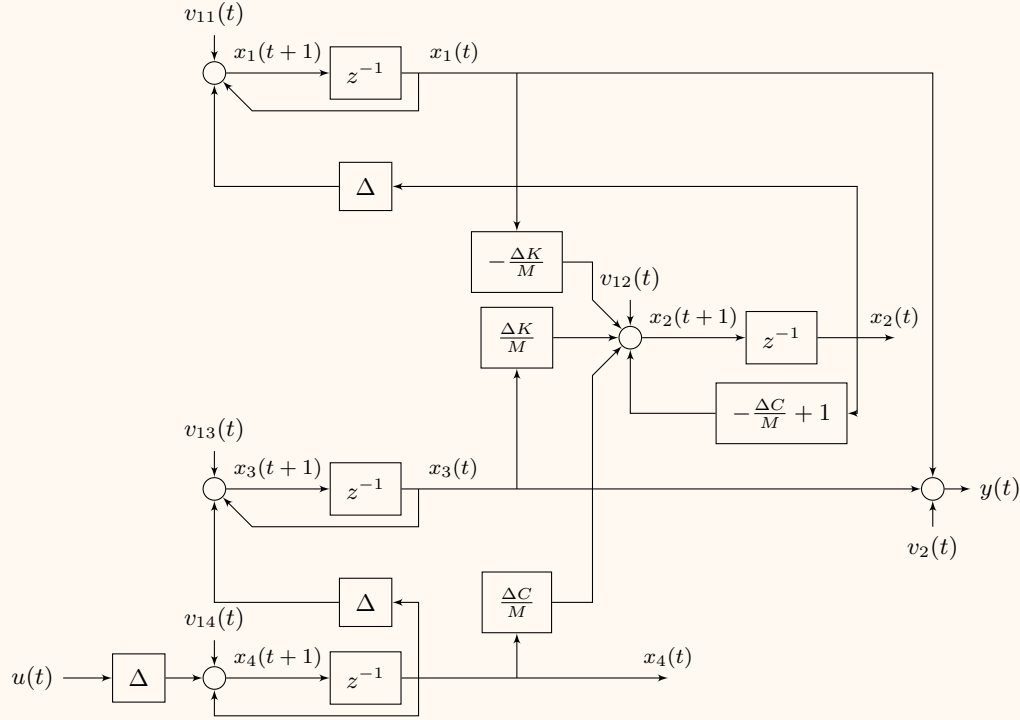 v₁₁(t)
x₁(t+1)
z⁻¹
x₁(t)
Δ
−ΔK/M
v₁₂(t)
ΔK/M
x₂(t+1)
z⁻¹
x₂(t)
−ΔC/M + 1
v₁₃(t)
x₃(t+1)
z⁻¹
x₃(t)
y(t)
v₂(t)
Δ
ΔC/M
v₁₄(t)
u(t)
Δ
x₄(t+1)
z⁻¹
x₄(t)